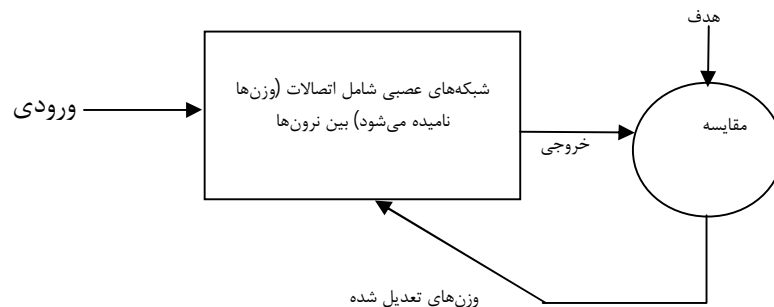 هدف
شبکه‌های عصبی شامل اتصالات (وزن‌ها
نامیده می‌شود) بین نرون‌ها
ورودی
مقایسه
خروجی
وزن‌های تعدیل شده